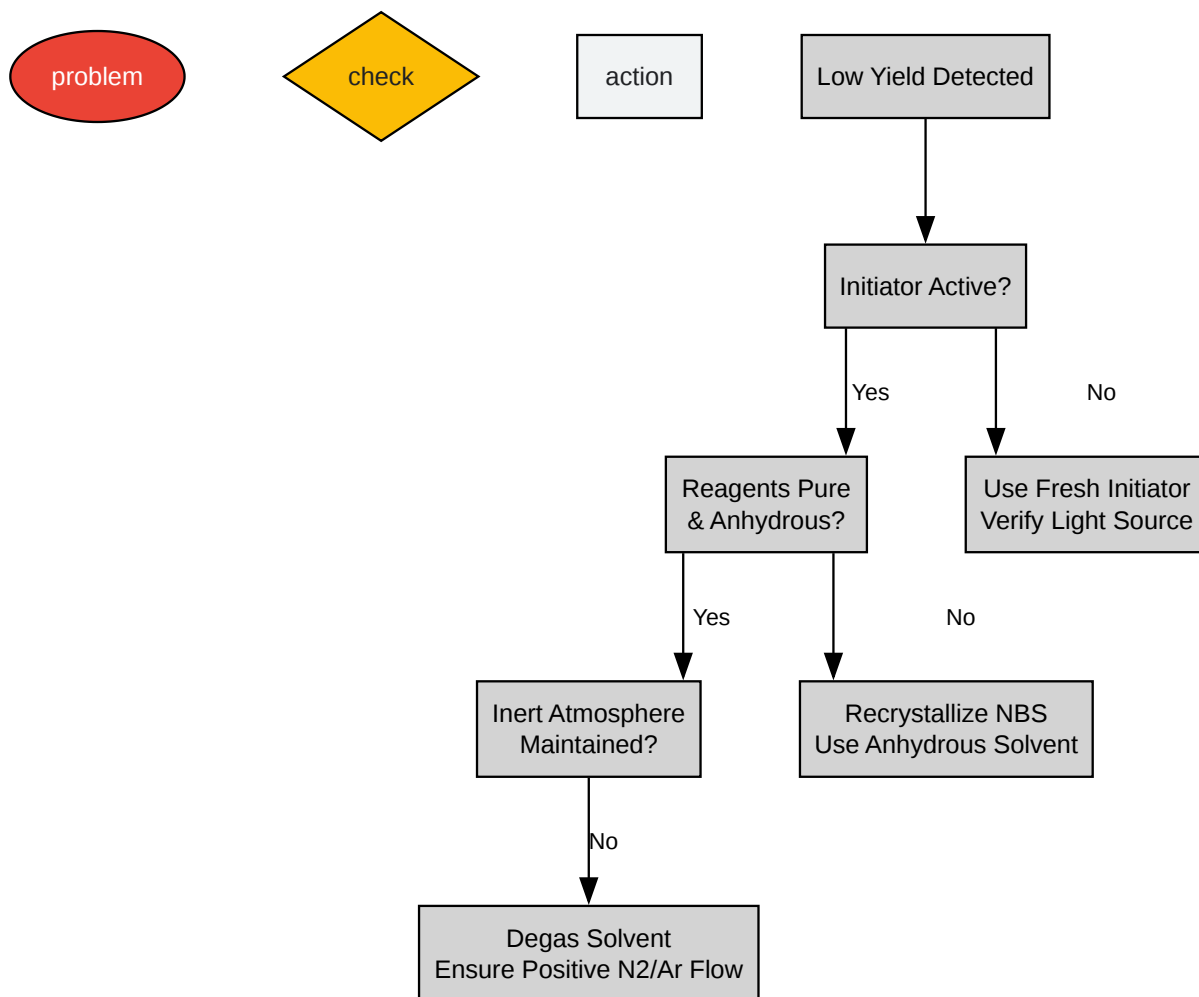 problem
check
action
Low Yield Detected
Initiator Active?
Yes
No
Reagents Pure
& Anhydrous?
Use Fresh Initiator
Verify Light Source
Yes
No
Inert Atmosphere
Maintained?
Recrystallize NBS
Use Anhydrous Solvent
No
Degas Solvent
Ensure Positive N2/Ar Flow